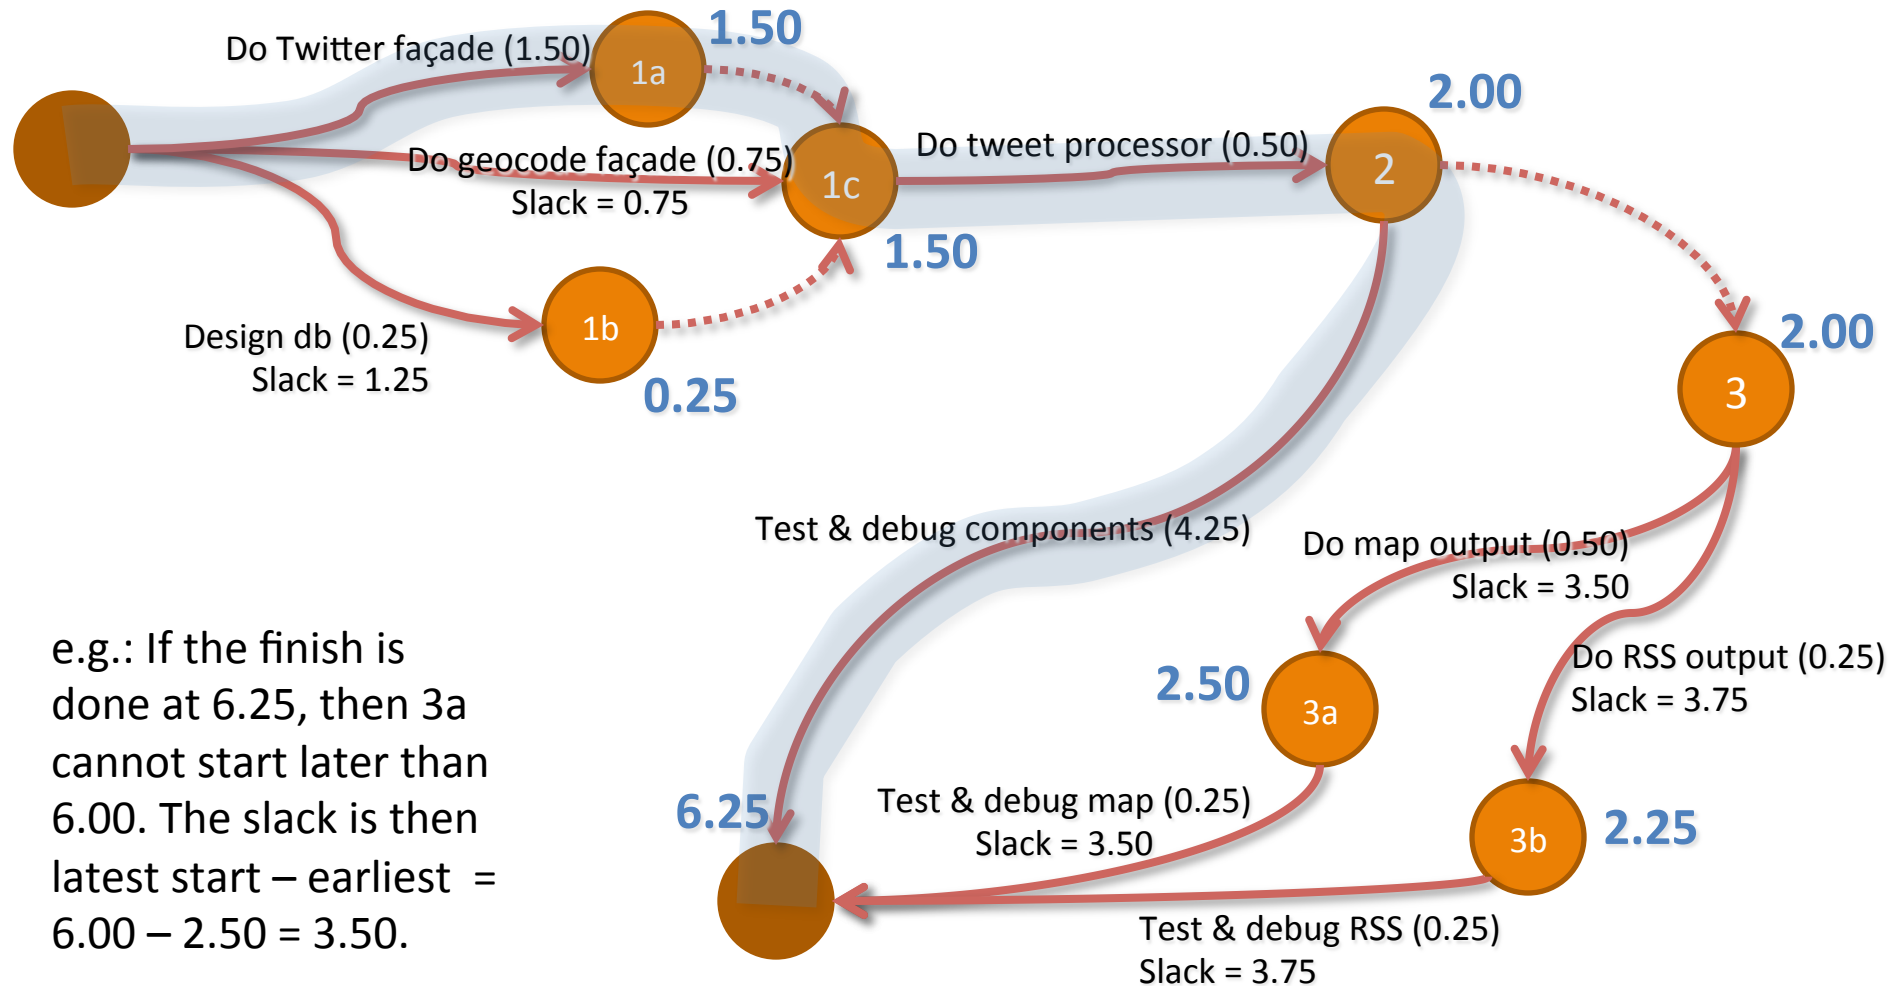 Do Twitter façade (1.50)
1a
1.50
Do geocode façade (0.75)
Slack = 0.75
1c
1.50
Do tweet processor (0.50)
2
2.00
Design db (0.25)
Slack = 1.25
1b
0.25
2.00
3
Test & debug components (4.25)
Do map output (0.50)
Slack = 3.50
Do RSS output (0.25)
Slack = 3.75
2.50
3a
6.25
Test & debug map (0.25)
Slack = 3.50
3b
2.25
Test & debug RSS (0.25)
Slack = 3.75
e.g.: If the finish is
done at 6.25, then 3a
cannot start later than
6.00. The slack is then
latest start – earliest =
6.00 – 2.50 = 3.50.